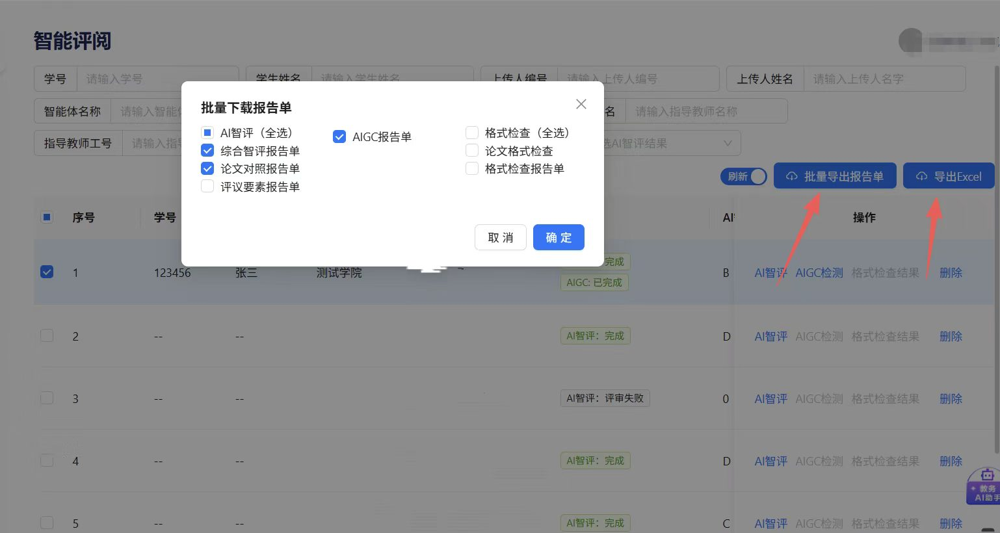 智能评阅
学号 请输入学号 学生姓名 请输入学生姓名 上传人编号 请输入上传人编号 上传人姓名 请输入上传人名字
智能体名称 请输入智能 名 请输入指导教师名称
指导教师工号 请输入指 AI智评结果
批量下载报告单
AI智评（全选） AIGC报告单 格式检查（全选）
综合智评报告单 论文格式检查
论文对照报告单 格式检查报告单
评议要素报告单
取 消 确 定
刷新 批量导出报告单 导出Excel
序号 学号 AI 操作
1 123456 张三 测试学院 完成 AIGC: 已完成 B AI智评 AIGC检测 格式检查结果 删除
2 -- -- AI智评：完成 D AI智评 AIGC检测 格式检查结果 删除
3 -- -- AI智评：评审失败 0 AI智评 AIGC检测 格式检查结果 删除
4 -- -- AI智评：完成 D AI智评 AIGC检测 格式检查结果 删除
5 -- -- AI智评：完成 C AI智评 AIGC检测 格式检查结果 删除
教务
AI助手